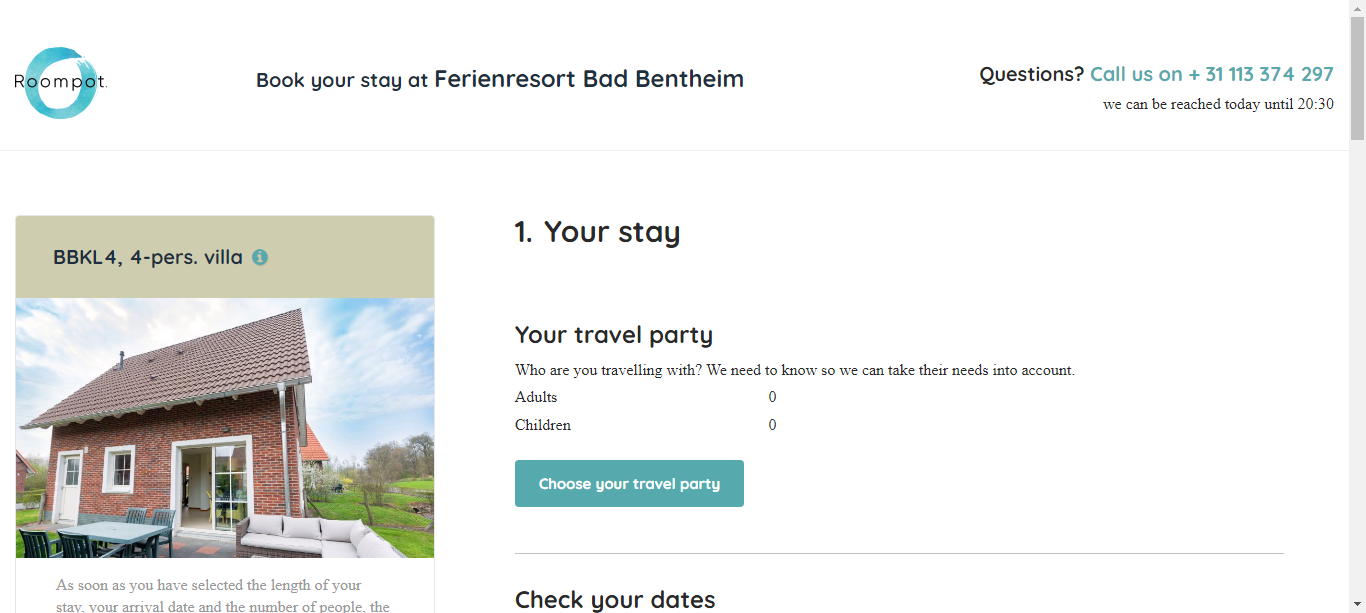 Roompot.
Book your stay at Ferienresort Bad Bentheim
Questions? Call us on + 31 113 374 297
we can be reached today until 20:30
BBKL4, 4-pers. villa
As soon as you have selected the length of your
stay, your arrival date and the number of people, the
1. Your stay
Your travel party
Who are you travelling with? We need to know so we can take their needs into account.
Adults 0
Children 0
Choose your travel party
Check your dates